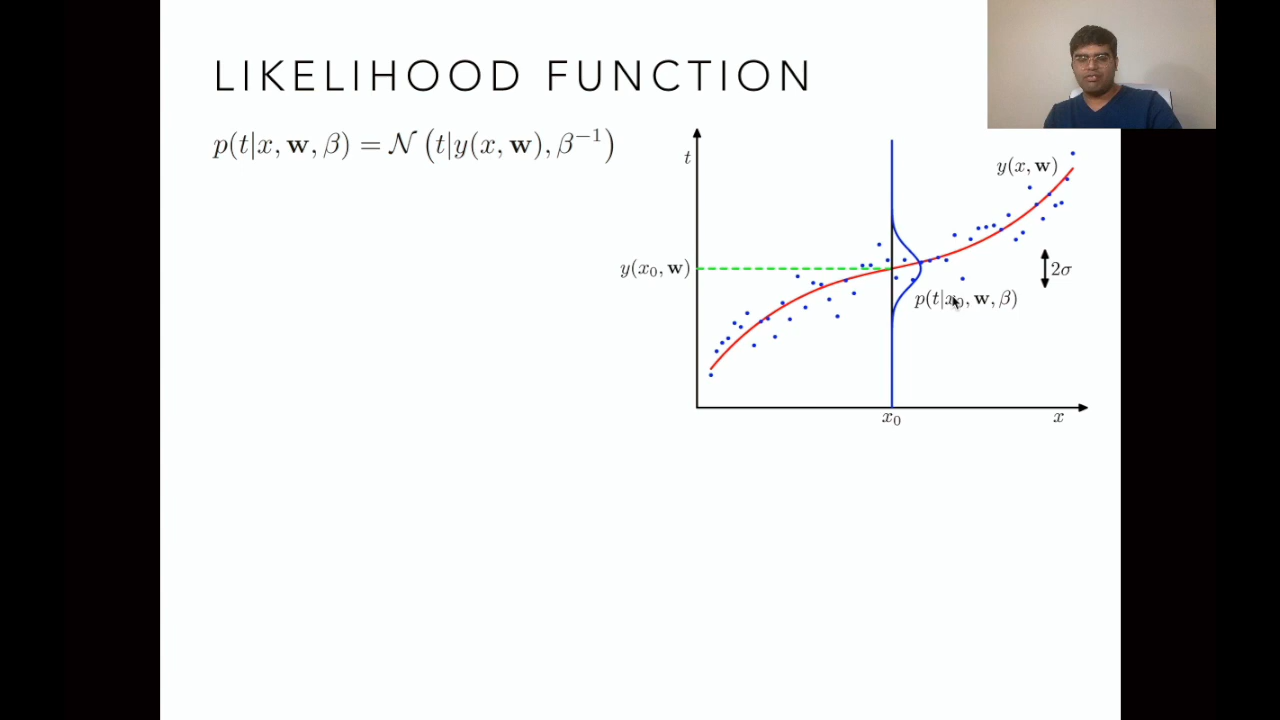 LIKELIHOOD FUNCTION
p(t|x, w, β) = 𝒩 (t|y(x, w), β⁻¹)
t
y(x, w)
y(x₀, w)
2σ
p(t|x₀, w, β)
x₀
x